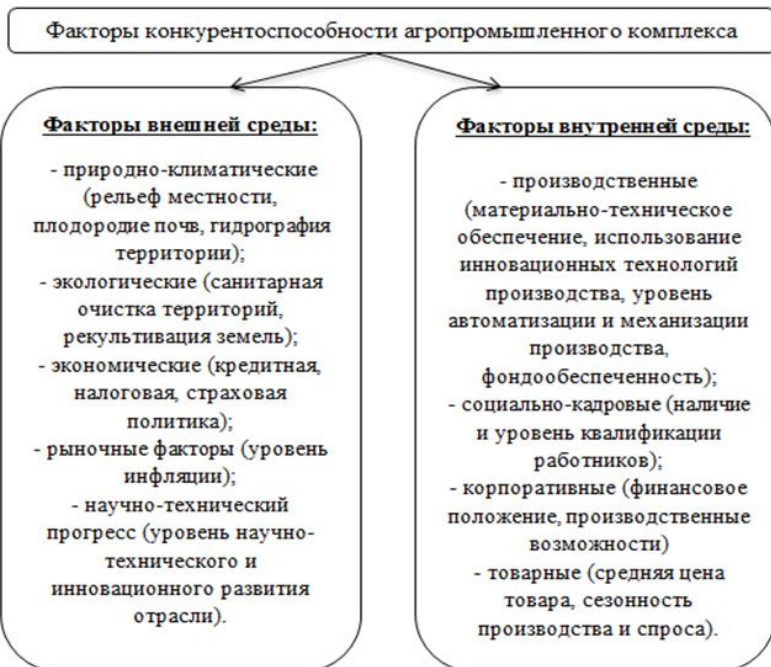 Факторы конкурентоспособности агропромышленного комплекса
Факторы внешней среды:
- природно-климатические
(рельеф местности,
плодородие почв, гидрография
территории);
- экологические (санитарная
очистка территорий,
рекультивация земель);
- экономические (кредитная,
налоговая, страховая
политика);
- рыночные факторы (уровень
инфляции);
- научно-технический
прогресс (уровень научно-
технического и
инновационного развития
отрасли).
Факторы внутренней среды:
- производственные
(материально-техническое
обеспечение, использование
инновационных технологий
производства, уровень
автоматизации и механизации
производства,
фондообеспеченность);
- социально-кадровые (наличие
и уровень квалификации
работников);
- корпоративные (финансовое
положение, производственные
возможности)
- товарные (средняя цена
товара, сезонность
производства и спроса).